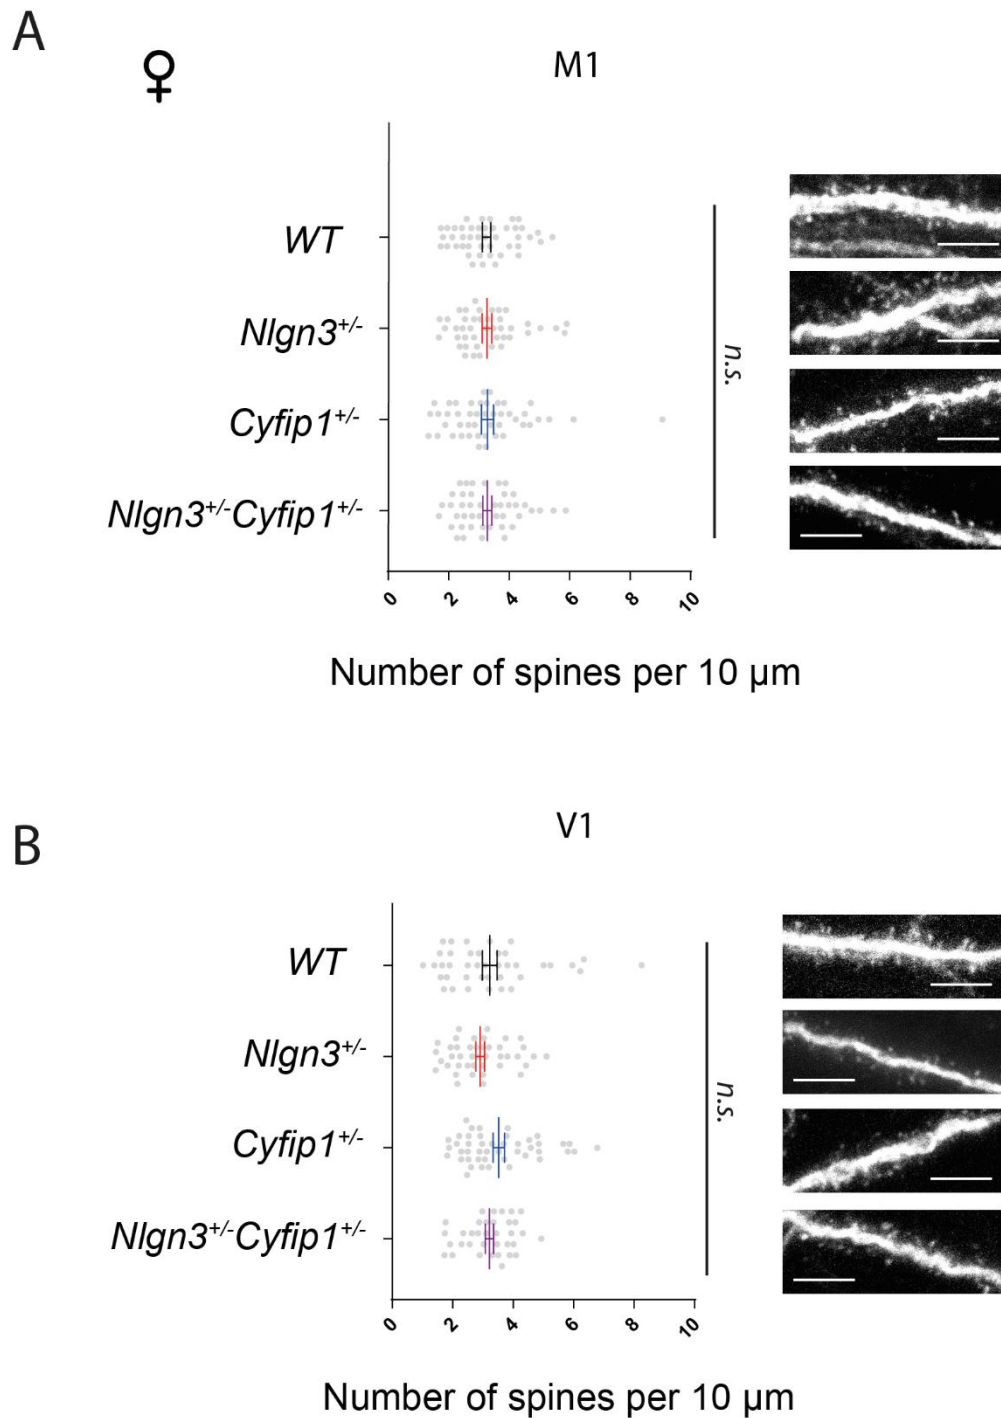 A
♀
M1
WT
Nlgn3+/-
Cyfip1+/-
Nlgn3+/-Cyfip1+/-
n.s.
0 2 4 6 8 10
Number of spines per 10 µm
B
V1
WT
Nlgn3+/-
Cyfip1+/-
Nlgn3+/-Cyfip1+/-
n.s.
0 2 4 6 8 10
Number of spines per 10 µm